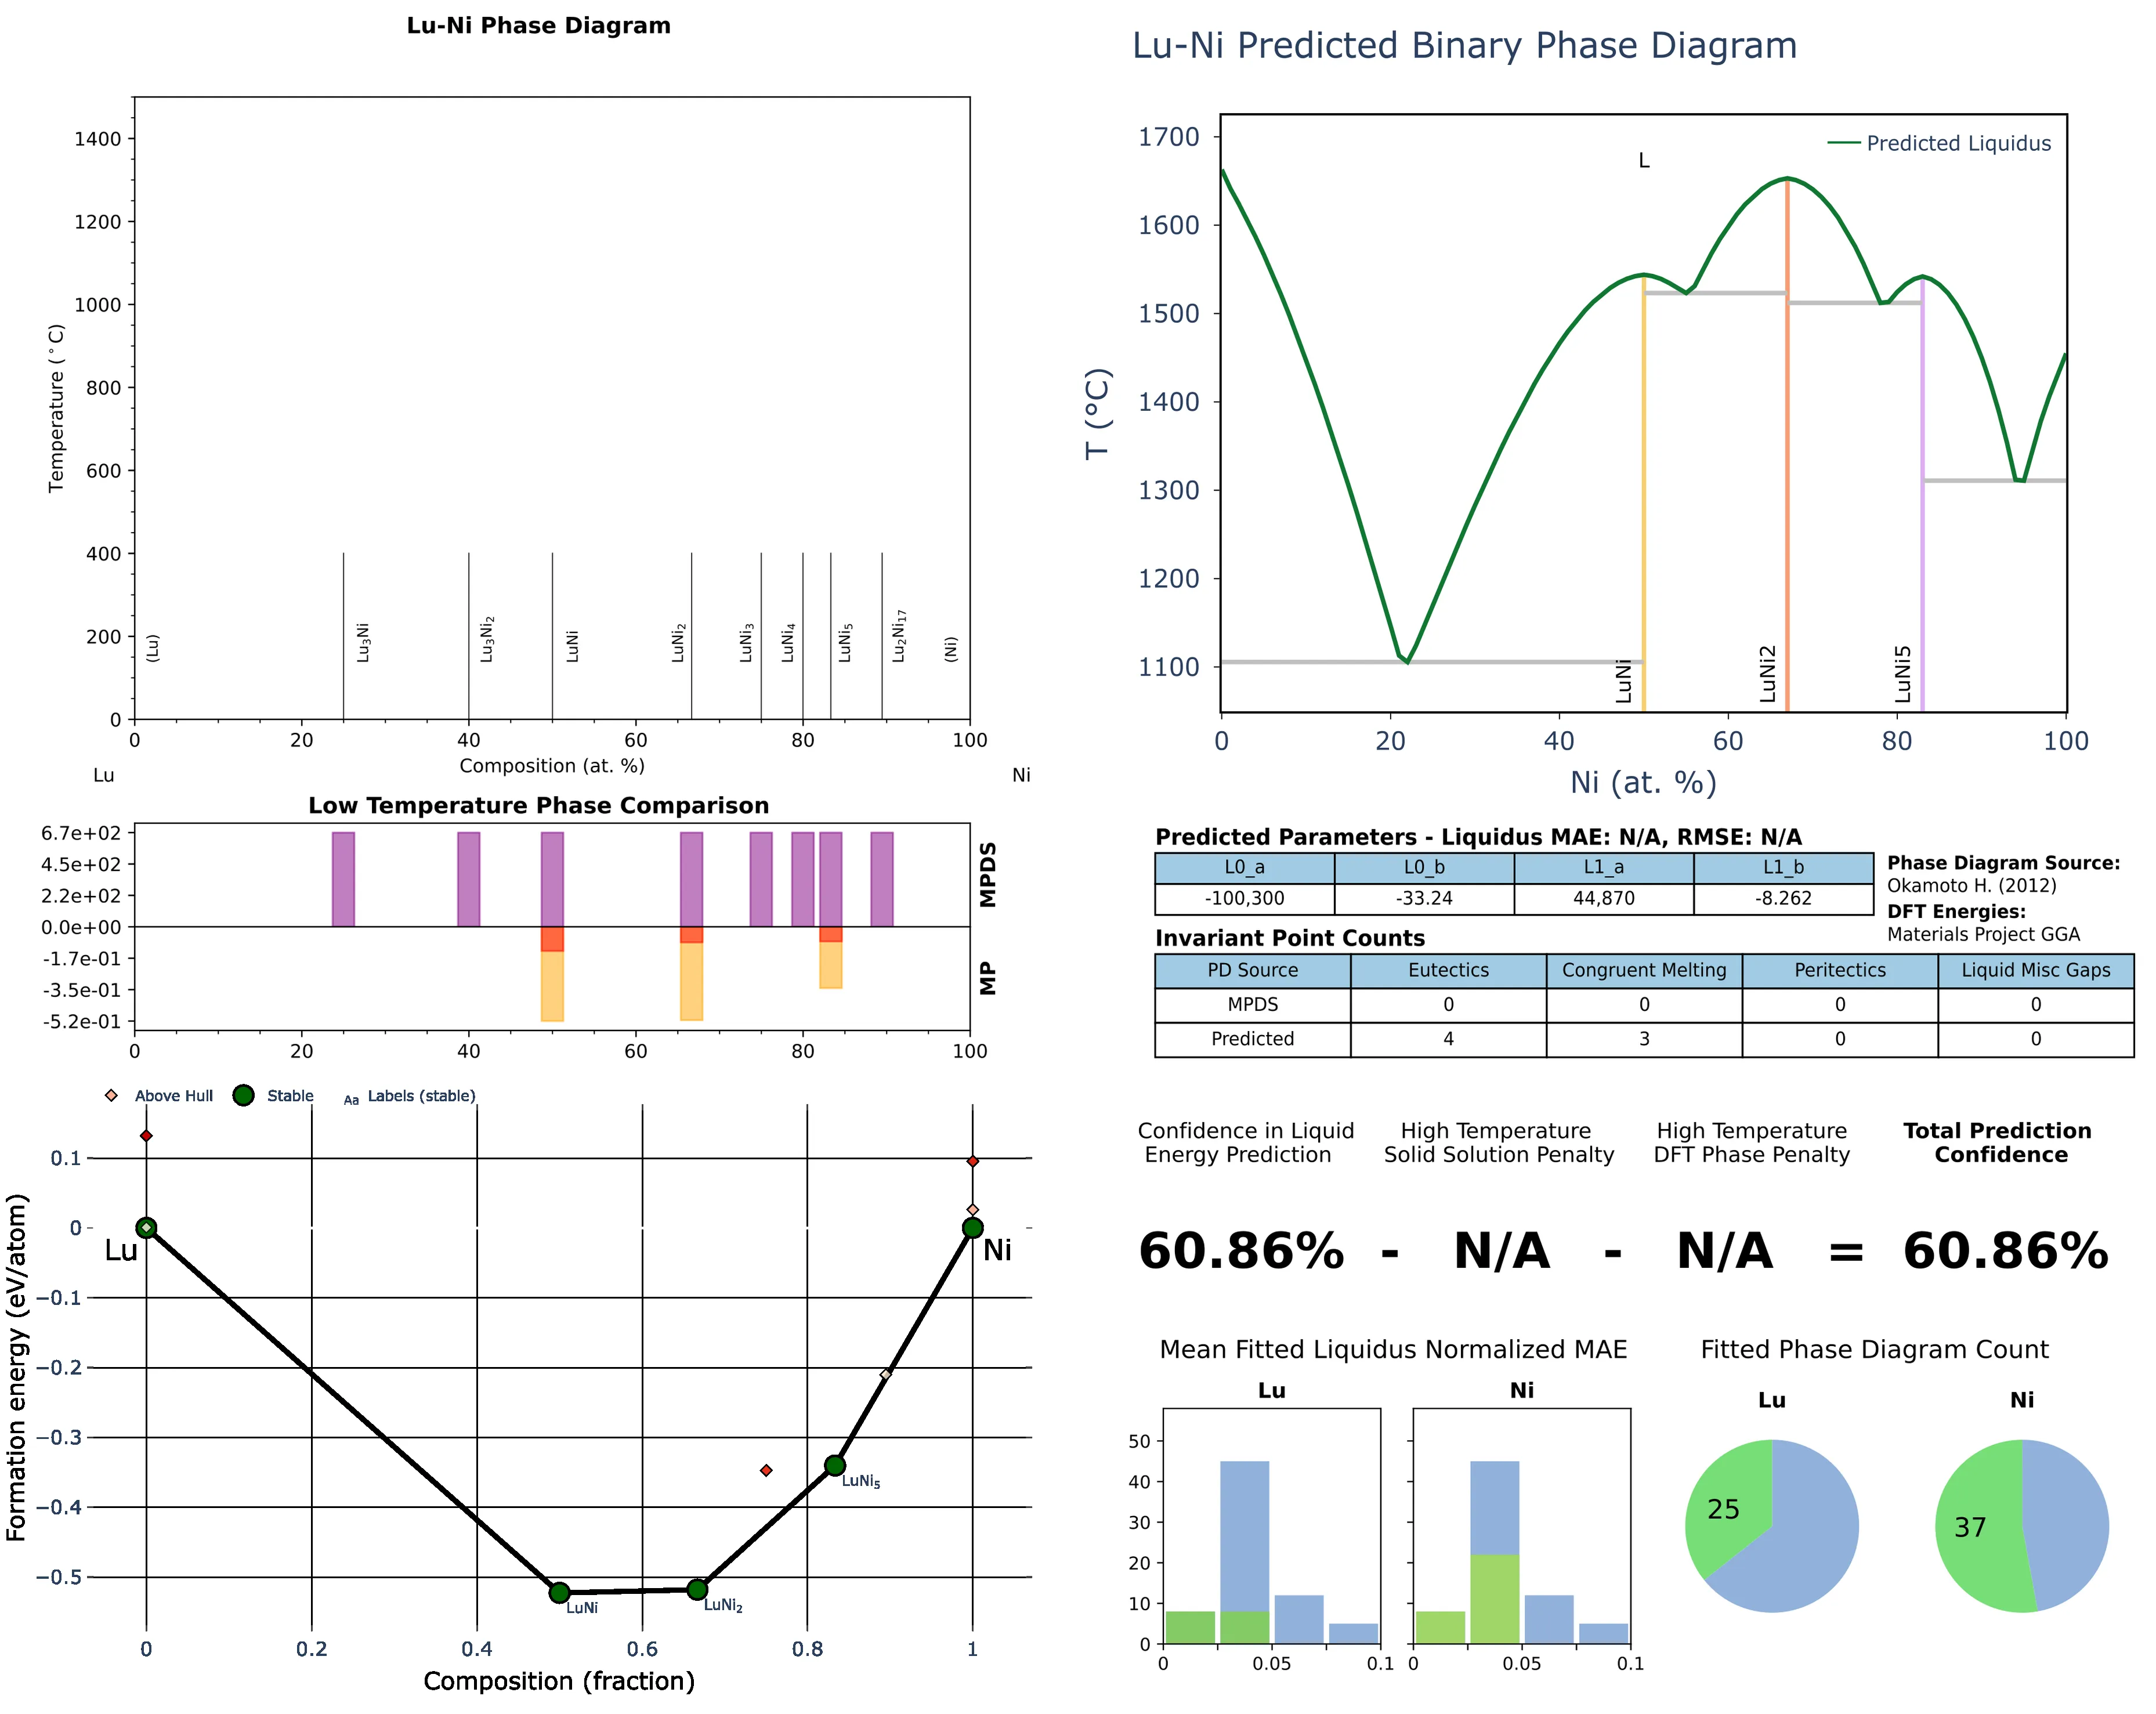 Lu-Ni Phase Diagram
1400
1200
1000
800
600
400
200
0
Temperature (°C)
(Lu)
Lu₃Ni
Lu₃Ni₂
LuNi
LuNi₂
LuNi₃
LuNi₄
LuNi₅
Lu₂Ni₁₇
(Ni)
0 20 40 60 80 100
Composition (at. %)
Lu Ni
Low Temperature Phase Comparison
6.7e+02
4.5e+02
2.2e+02
0.0e+00
-1.7e-01
-3.5e-01
-5.2e-01
MPDS
MP
0 20 40 60 80 100
Above Hull Stable Aa Labels (stable)
0.1
0
−0.1
−0.2
−0.3
−0.4
−0.5
Formation energy (eV/atom)
Lu
Ni
LuNi₅
LuNi
LuNi₂
0 0.2 0.4 0.6 0.8 1
Composition (fraction)
Lu-Ni Predicted Binary Phase Diagram
1700
1600
1500
1400
1300
1200
1100
T (°C)
L
Predicted Liquidus
LuNi
LuNi2
LuNi5
0 20 40 60 80 100
Ni (at. %)
Predicted Parameters - Liquidus MAE: N/A, RMSE: N/A
L0_a L0_b L1_a L1_b
-100,300 -33.24 44,870 -8.262
Phase Diagram Source:
Okamoto H. (2012)
DFT Energies:
Materials Project GGA
Invariant Point Counts
PD Source Eutectics Congruent Melting Peritectics Liquid Misc Gaps
MPDS 0 0 0 0
Predicted 4 3 0 0
Confidence in Liquid
Energy Prediction
High Temperature
Solid Solution Penalty
High Temperature
DFT Phase Penalty
Total Prediction
Confidence
60.86% - N/A - N/A = 60.86%
Mean Fitted Liquidus Normalized MAE
Lu
Ni
50
40
30
20
10
0
0 0.05 0.1
0 0.05 0.1
Fitted Phase Diagram Count
Lu
Ni
25
37